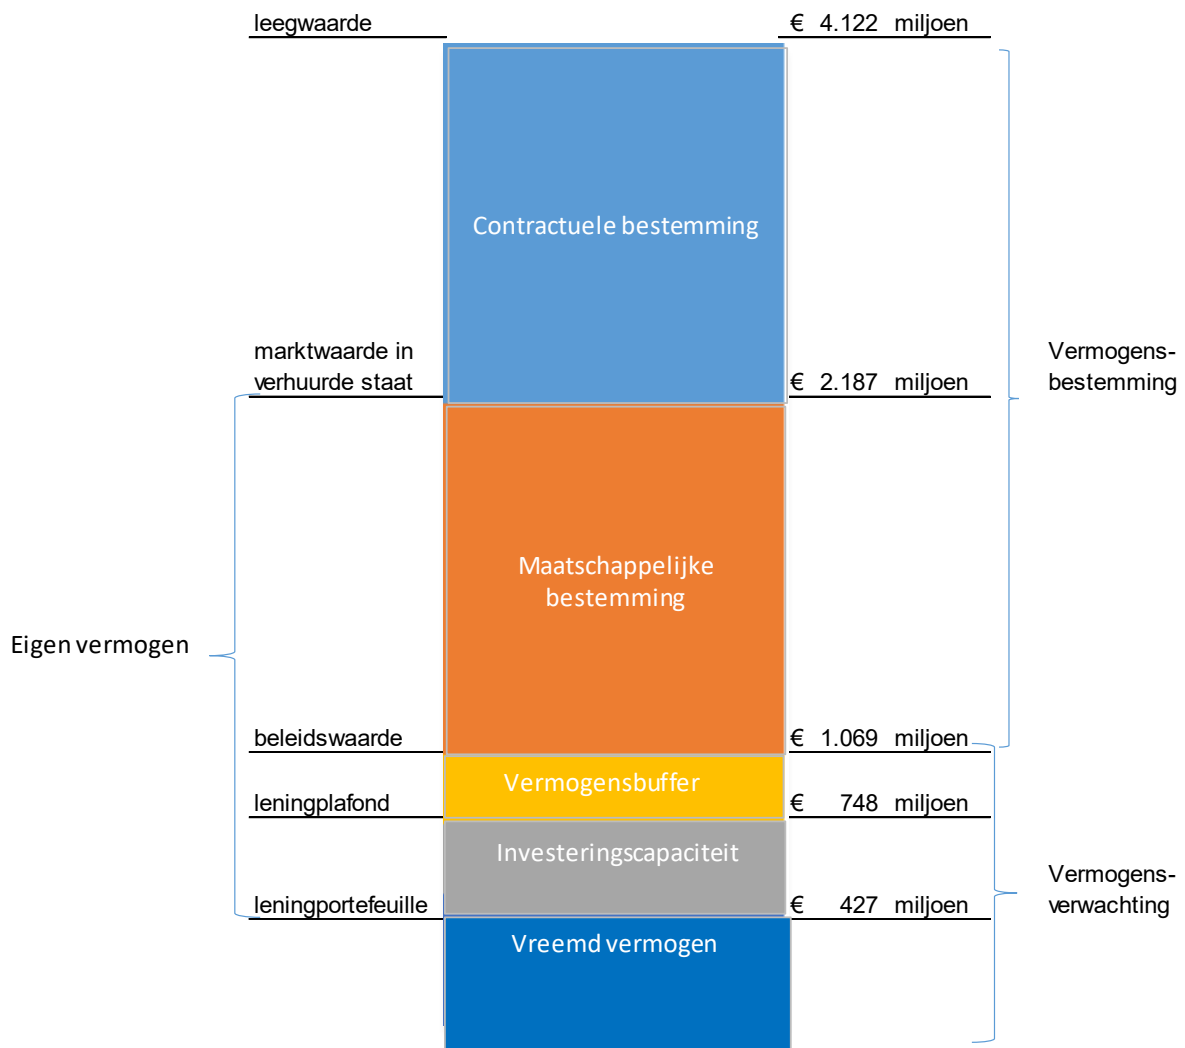 leegwaarde € 4.122 miljoen
Contractuele bestemming
marktwaarde in
verhuurde staat € 2.187 miljoen
Vermogens-
bestemming
Maatschappelijke
bestemming
Eigen vermogen
beleidswaarde € 1.069 miljoen
Vermogensbuffer
leningplafond € 748 miljoen
Investeringscapaciteit
leningportefeuille € 427 miljoen
Vermogens-
verwachting
Vreemd vermogen